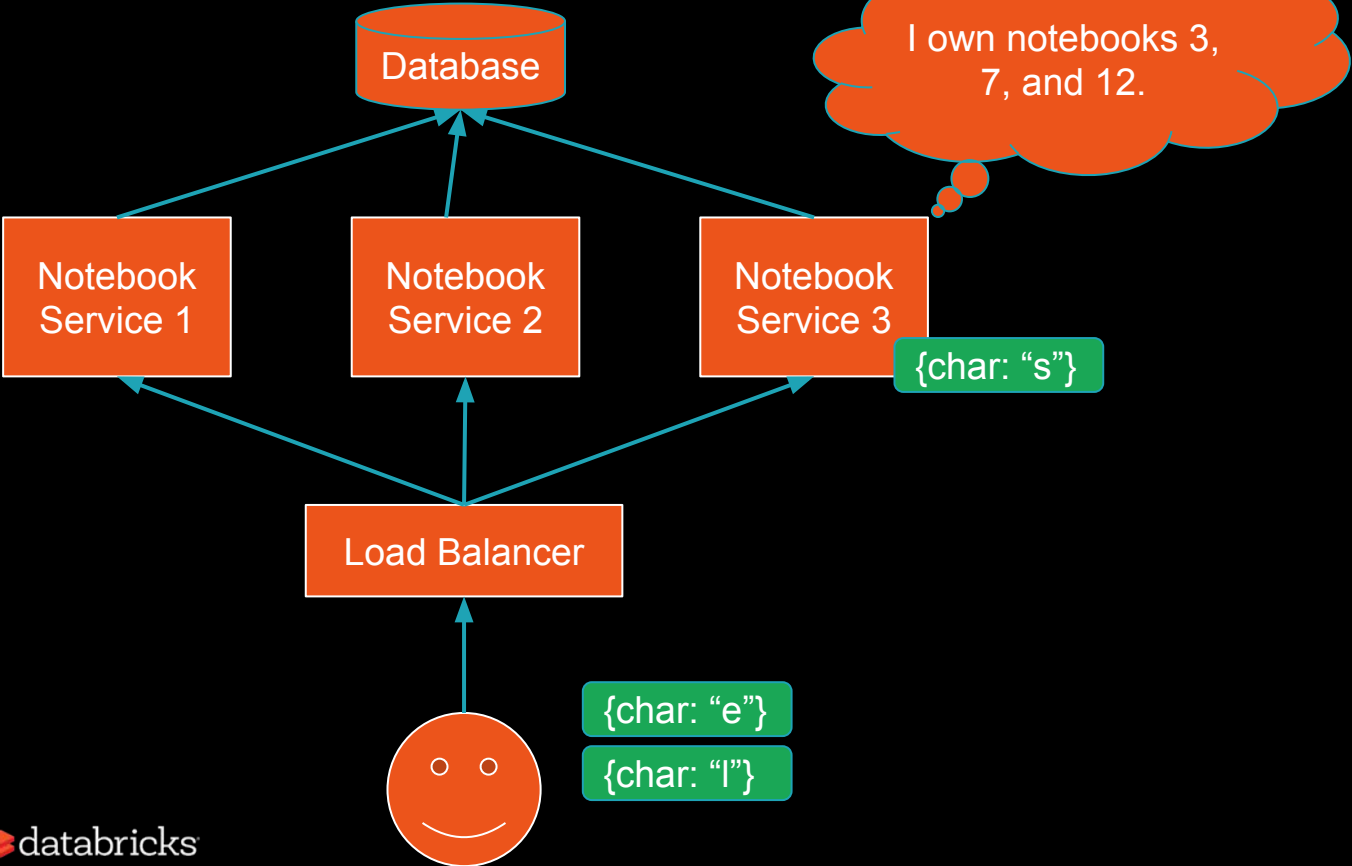 Database
I own notebooks 3,
7, and 12.
Notebook
Service 1
Notebook
Service 2
Notebook
Service 3
{char: “s”}
Load Balancer
{char: “e”}
{char: “l”}
databricks